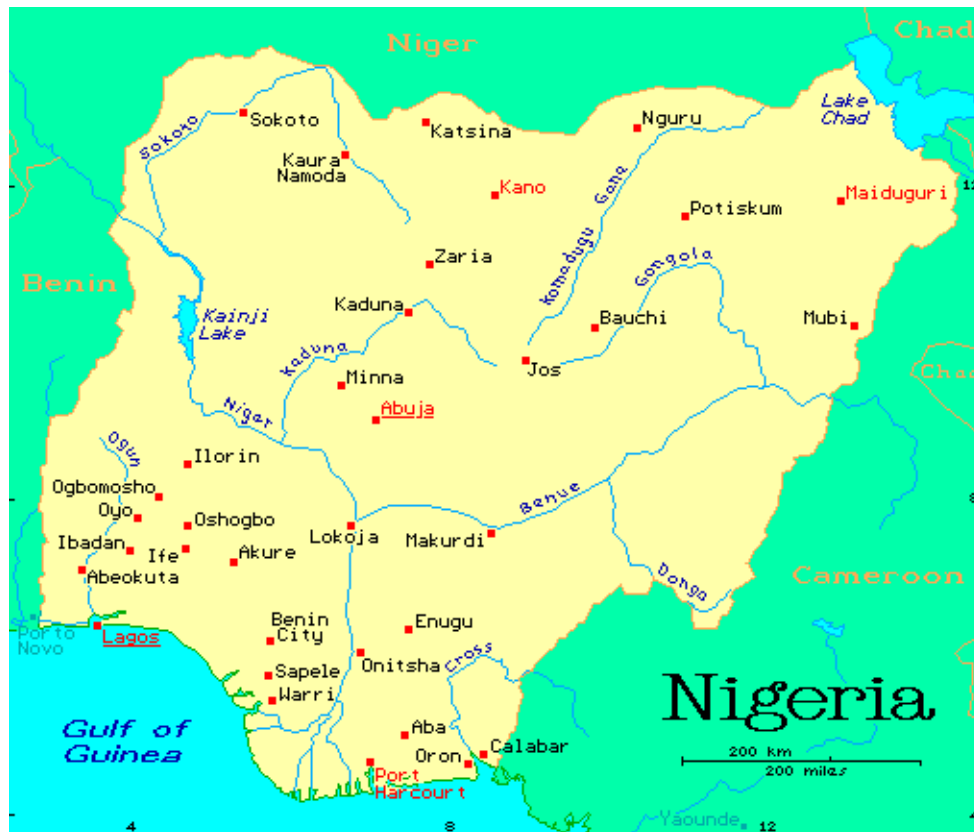 Niger
Chad
Sokoto
Sokoto
Katsina
Nguru
Lake
Chad
Kaura
Namoda
Kano
Komadugu Gana
Maiduguri
12
Potiskum
Benin
Zaria
Gongola
Kainji
Lake
Kaduna
Kaduna
Bauchi
Mubi
Jos
Chad
Minna
Niger
Abuja
Ogun
Ilorin
Ogbomosho
Oyo
Oshogbo
Lokoja
Benue
Makurdi
8
Ibadan
Ife
Akure
Abeokuta
Donga
Cameroon
Porto
Novo
Lagos
Benin
City
Enugu
Cross
Onitsha
Sapele
Warri
Nigeria
Gulf of
Guinea
Aba
Oron
Calabar
Port
Harcourt
200 km
200 miles
Yaounde
4
8
12